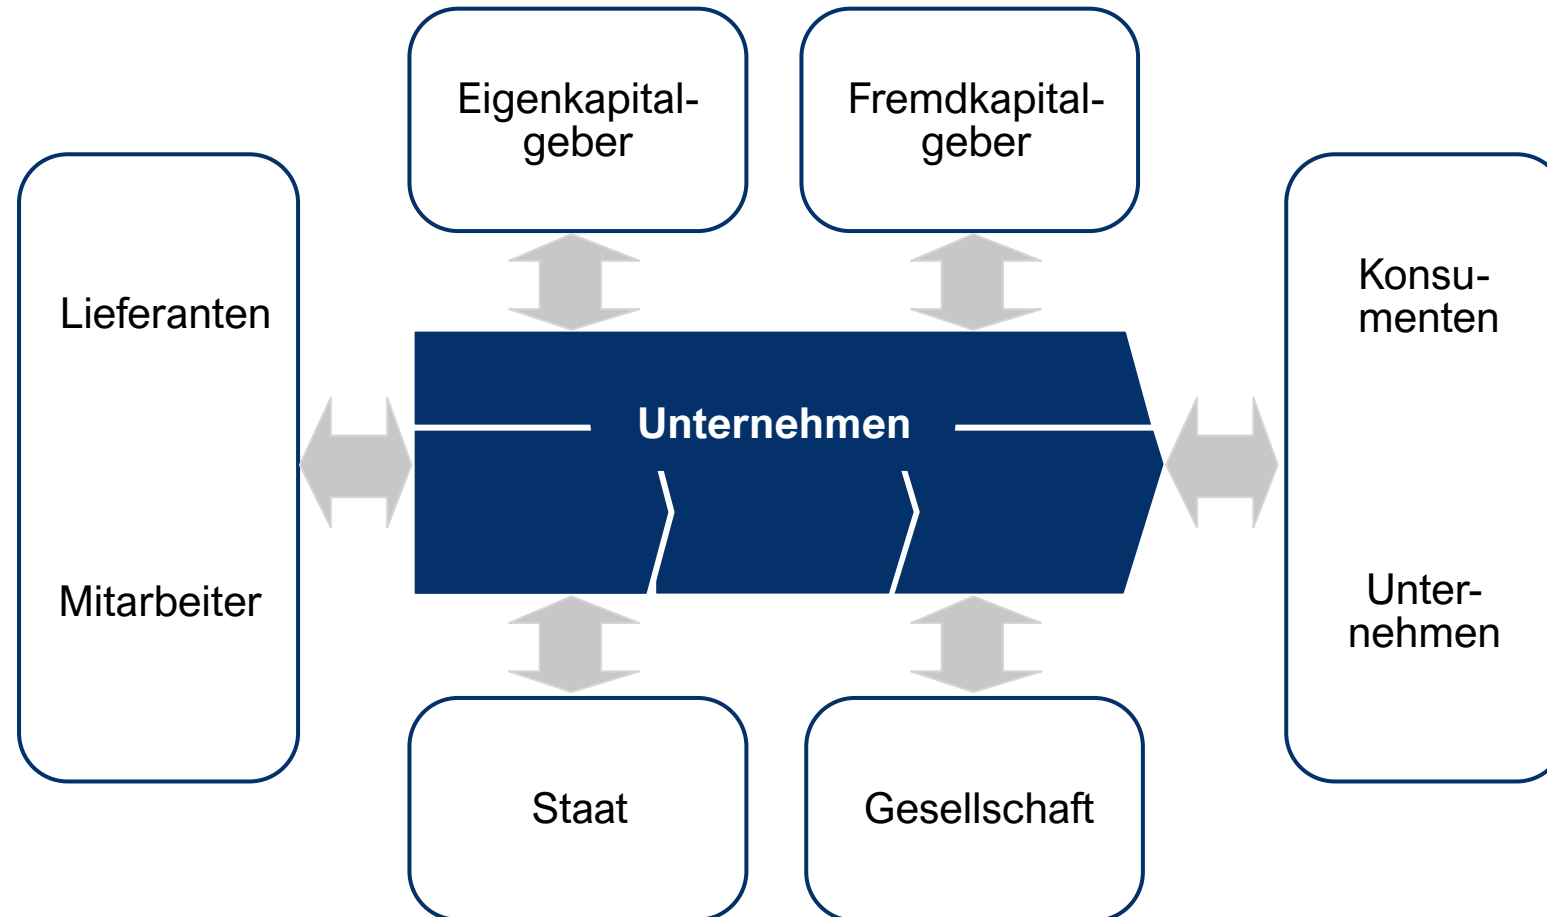 Eigenkapital-
geber
Fremdkapital-
geber
Lieferanten
Mitarbeiter
Unternehmen
Konsu-
menten
Unter-
nehmen
Staat
Gesellschaft